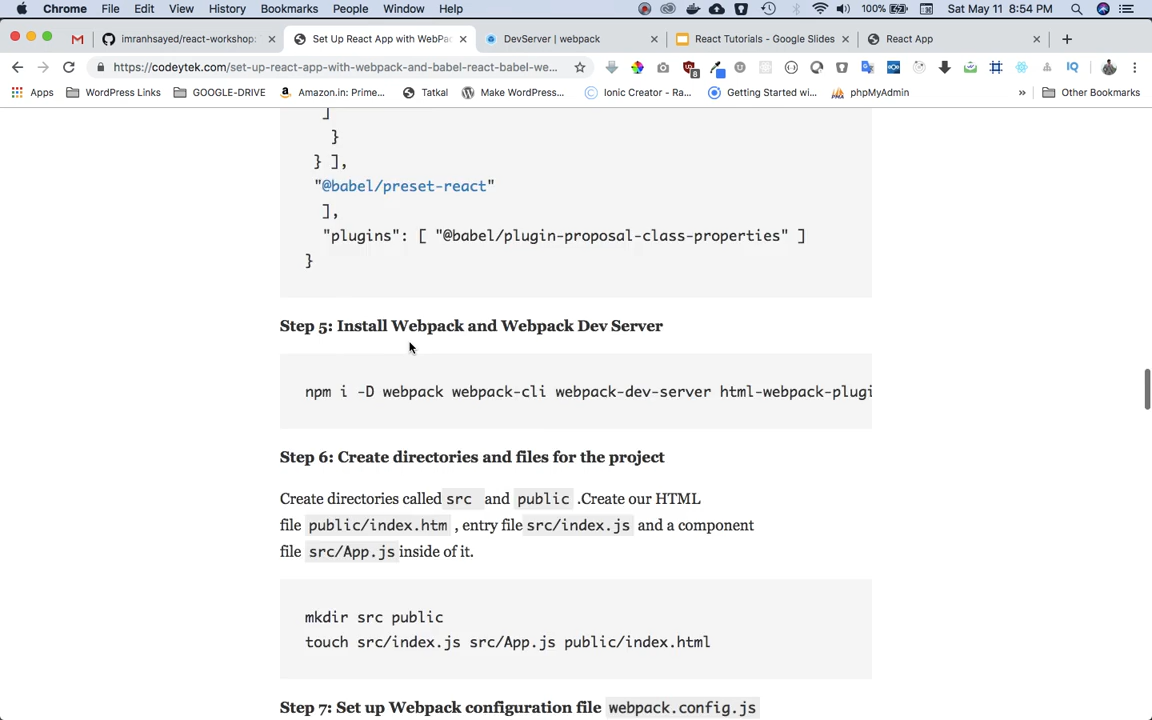 Chrome File Edit View History Bookmarks People Window Help 100% Sat May 11 8:54 PM
imranhsayed/react-workshop: Set Up React App with WebPa DevServer | webpack React Tutorials - Google Slides React App
https://codeytek.com/set-up-react-app-with-webpack-and-babel-react-babel-we... 8
Apps WordPress Links GOOGLE-DRIVE Amazon.in: Prime... Tatkal Make WordPress... Ionic Creator - Ra... Getting Started wi... phpMyAdmin » Other Bookmarks
]
}
} ],
"@babel/preset-react"
],
"plugins": [ "@babel/plugin-proposal-class-properties" ]
}
Step 5: Install Webpack and Webpack Dev Server
npm i -D webpack webpack-cli webpack-dev-server html-webpack-plugi
Step 6: Create directories and files for the project
Create directories called src and public .Create our HTML
file public/index.htm , entry file src/index.js and a component
file src/App.js inside of it.
mkdir src public
touch src/index.js src/App.js public/index.html
Step 7: Set up Webpack configuration file webpack.config.js